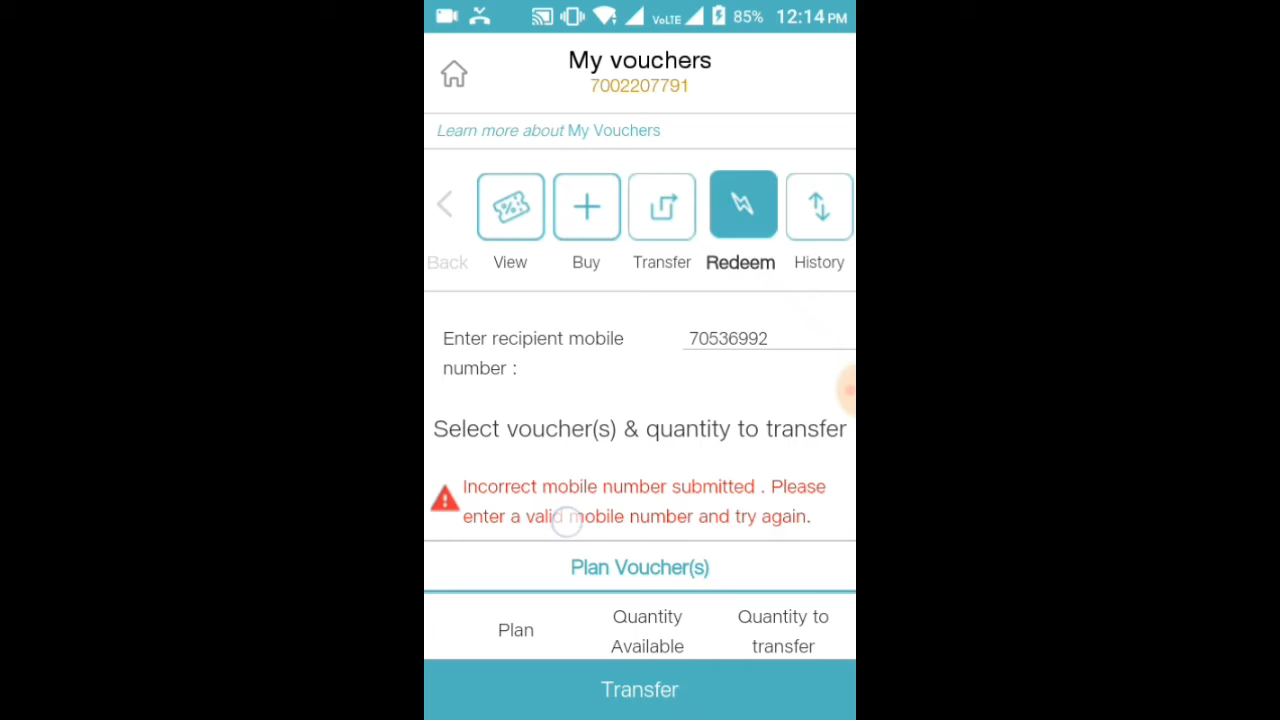 VoLTE 85% 12:14 PM
My vouchers
7002207791
Learn more about My Vouchers
Back View Buy Transfer Redeem History
Enter recipient mobile 70536992
number :
Select voucher(s) & quantity to transfer
Incorrect mobile number submitted . Please
enter a valid mobile number and try again.
Plan Voucher(s)
Plan Quantity Available Quantity to transfer
Transfer